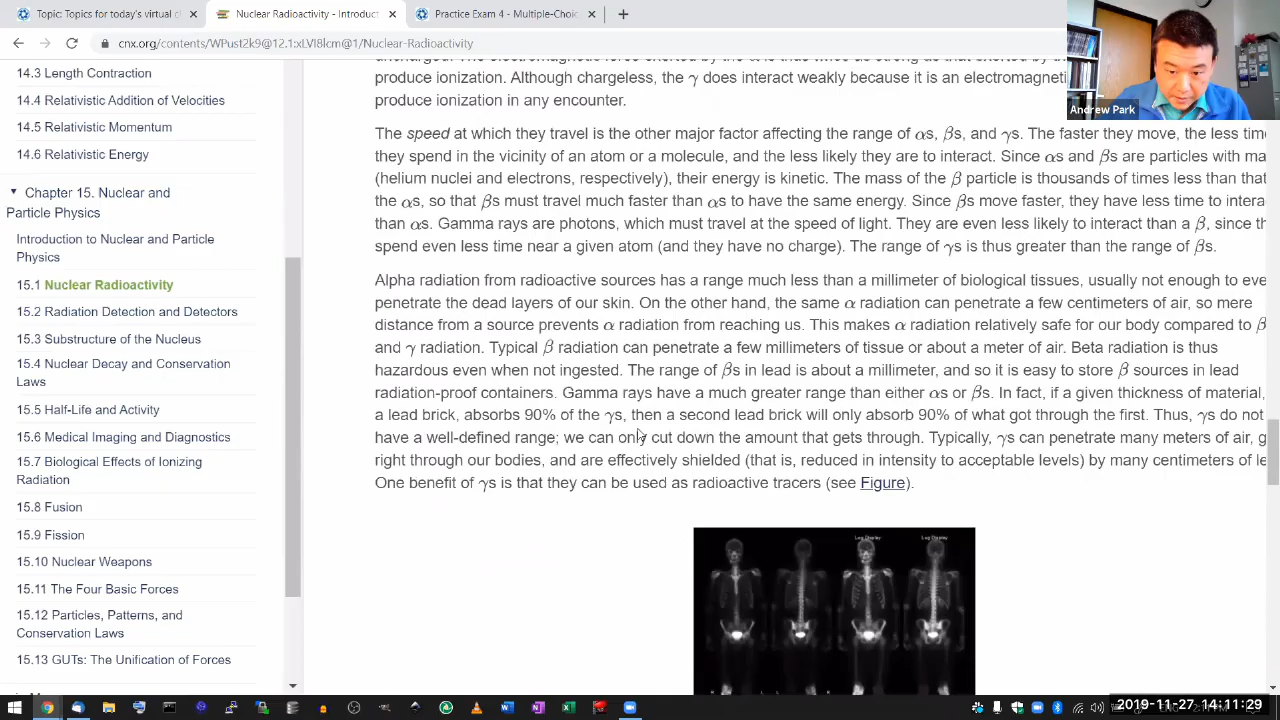 Topic: Topics for today's virtual cl
Nuclear Radioactivity - Introduct
Practice Exam 4 - Multiple-Choic
cnx.org/contents/WPust2k9@12.1:xLVI8lcm@1/Nuclear-Radioactivity
Andrew Park
14.3 Length Contraction
14.4 Relativistic Addition of Velocities
14.5 Relativistic Momentum
14.6 Relativistic Energy
Chapter 15. Nuclear and
Particle Physics
Introduction to Nuclear and Particle
Physics
15.1 Nuclear Radioactivity
15.2 Radiation Detection and Detectors
15.3 Substructure of the Nucleus
15.4 Nuclear Decay and Conservation
Laws
15.5 Half-Life and Activity
15.6 Medical Imaging and Diagnostics
15.7 Biological Effects of Ionizing
Radiation
15.8 Fusion
15.9 Fission
15.10 Nuclear Weapons
15.11 The Four Basic Forces
15.12 Particles, Patterns, and
Conservation Laws
15.13 GUTs: The Unification of Forces
produce ionization. Although chargeless, the γ does interact weakly because it is an electromagneti
produce ionization in any encounter.
The speed at which they travel is the other major factor affecting the range of αs, βs, and γs. The faster they move, the less time
they spend in the vicinity of an atom or a molecule, and the less likely they are to interact. Since αs and βs are particles with ma
(helium nuclei and electrons, respectively), their energy is kinetic. The mass of the β particle is thousands of times less than that
the αs, so that βs must travel much faster than αs to have the same energy. Since βs move faster, they have less time to intera
than αs. Gamma rays are photons, which must travel at the speed of light. They are even less likely to interact than a β, since th
spend even less time near a given atom (and they have no charge). The range of γs is thus greater than the range of βs.
Alpha radiation from radioactive sources has a range much less than a millimeter of biological tissues, usually not enough to eve
penetrate the dead layers of our skin. On the other hand, the same α radiation can penetrate a few centimeters of air, so mere
distance from a source prevents α radiation from reaching us. This makes α radiation relatively safe for our body compared to β
and γ radiation. Typical β radiation can penetrate a few millimeters of tissue or about a meter of air. Beta radiation is thus
hazardous even when not ingested. The range of βs in lead is about a millimeter, and so it is easy to store β sources in lead
radiation-proof containers. Gamma rays have a much greater range than either αs or βs. In fact, if a given thickness of material,
a lead brick, absorbs 90% of the γs, then a second lead brick will only absorb 90% of what got through the first. Thus, γs do not
have a well-defined range; we can only cut down the amount that gets through. Typically, γs can penetrate many meters of air, g
right through our bodies, and are effectively shielded (that is, reduced in intensity to acceptable levels) by many centimeters of le
One benefit of γs is that they can be used as radioactive tracers (see Figure).
2019-11-27 14:11:29